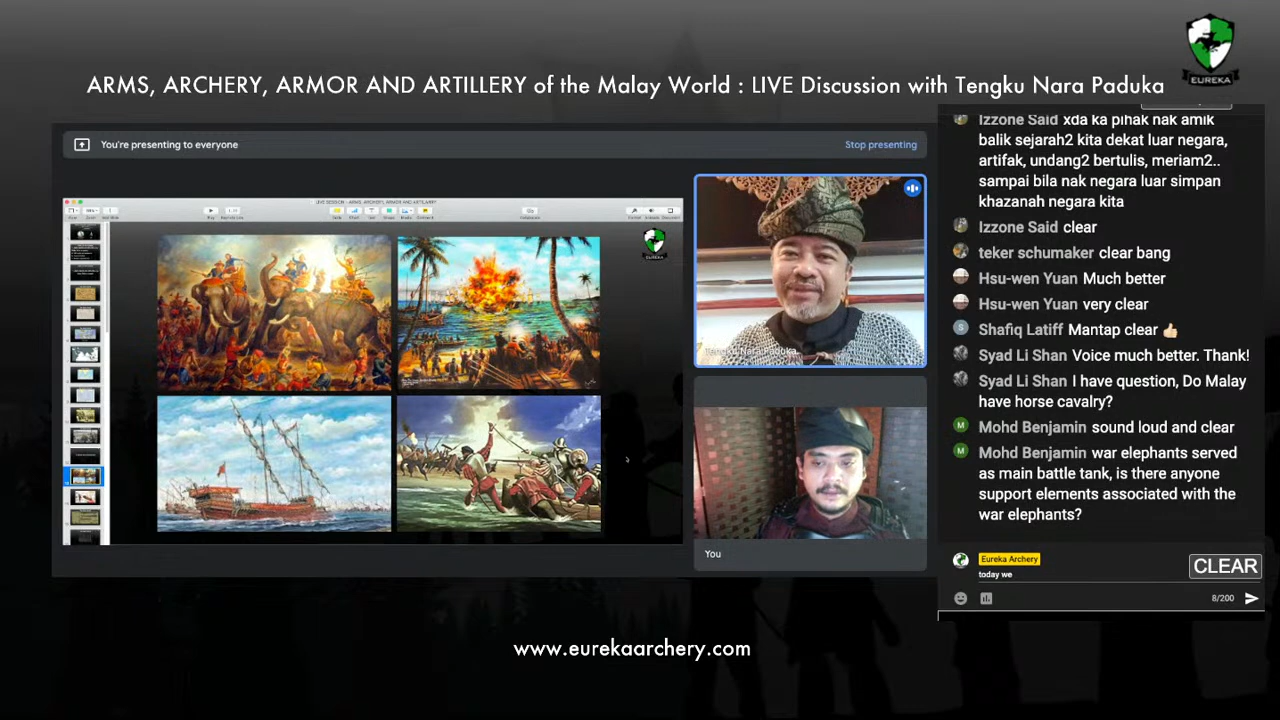 EUREKA
ARMS, ARCHERY, ARMOR AND ARTILLERY of the Malay World : LIVE Discussion with Tengku Nara Paduka
You're presenting to everyone
Stop presenting
EUREKA
Tengku Nara Paduka
You
Izzone Said xda ka pihak nak amik
balik sejarah2 kita dekat luar negara,
artifak, undang2 bertulis, meriam2..
sampai bila nak negara luar simpan
khazanah negara kita
Izzone Said clear
teker schumaker clear bang
Hsu-wen Yuan Much better
Hsu-wen Yuan very clear
S Shafiq Latiff Mantap clear 👍🏻
Syad Li Shan Voice much better. Thank!
Syad Li Shan I have question, Do Malay
have horse cavalry?
M Mohd Benjamin sound loud and clear
M Mohd Benjamin war elephants served
as main battle tank, is there anyone
support elements associated with the
war elephants?
Eureka Archery
today we
CLEAR
8/200
www.eurekaarchery.com